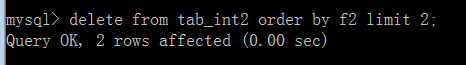 mysql> delete from tab_int2 order by f2 limit 2;
Query OK, 2 rows affected (0.00 sec)